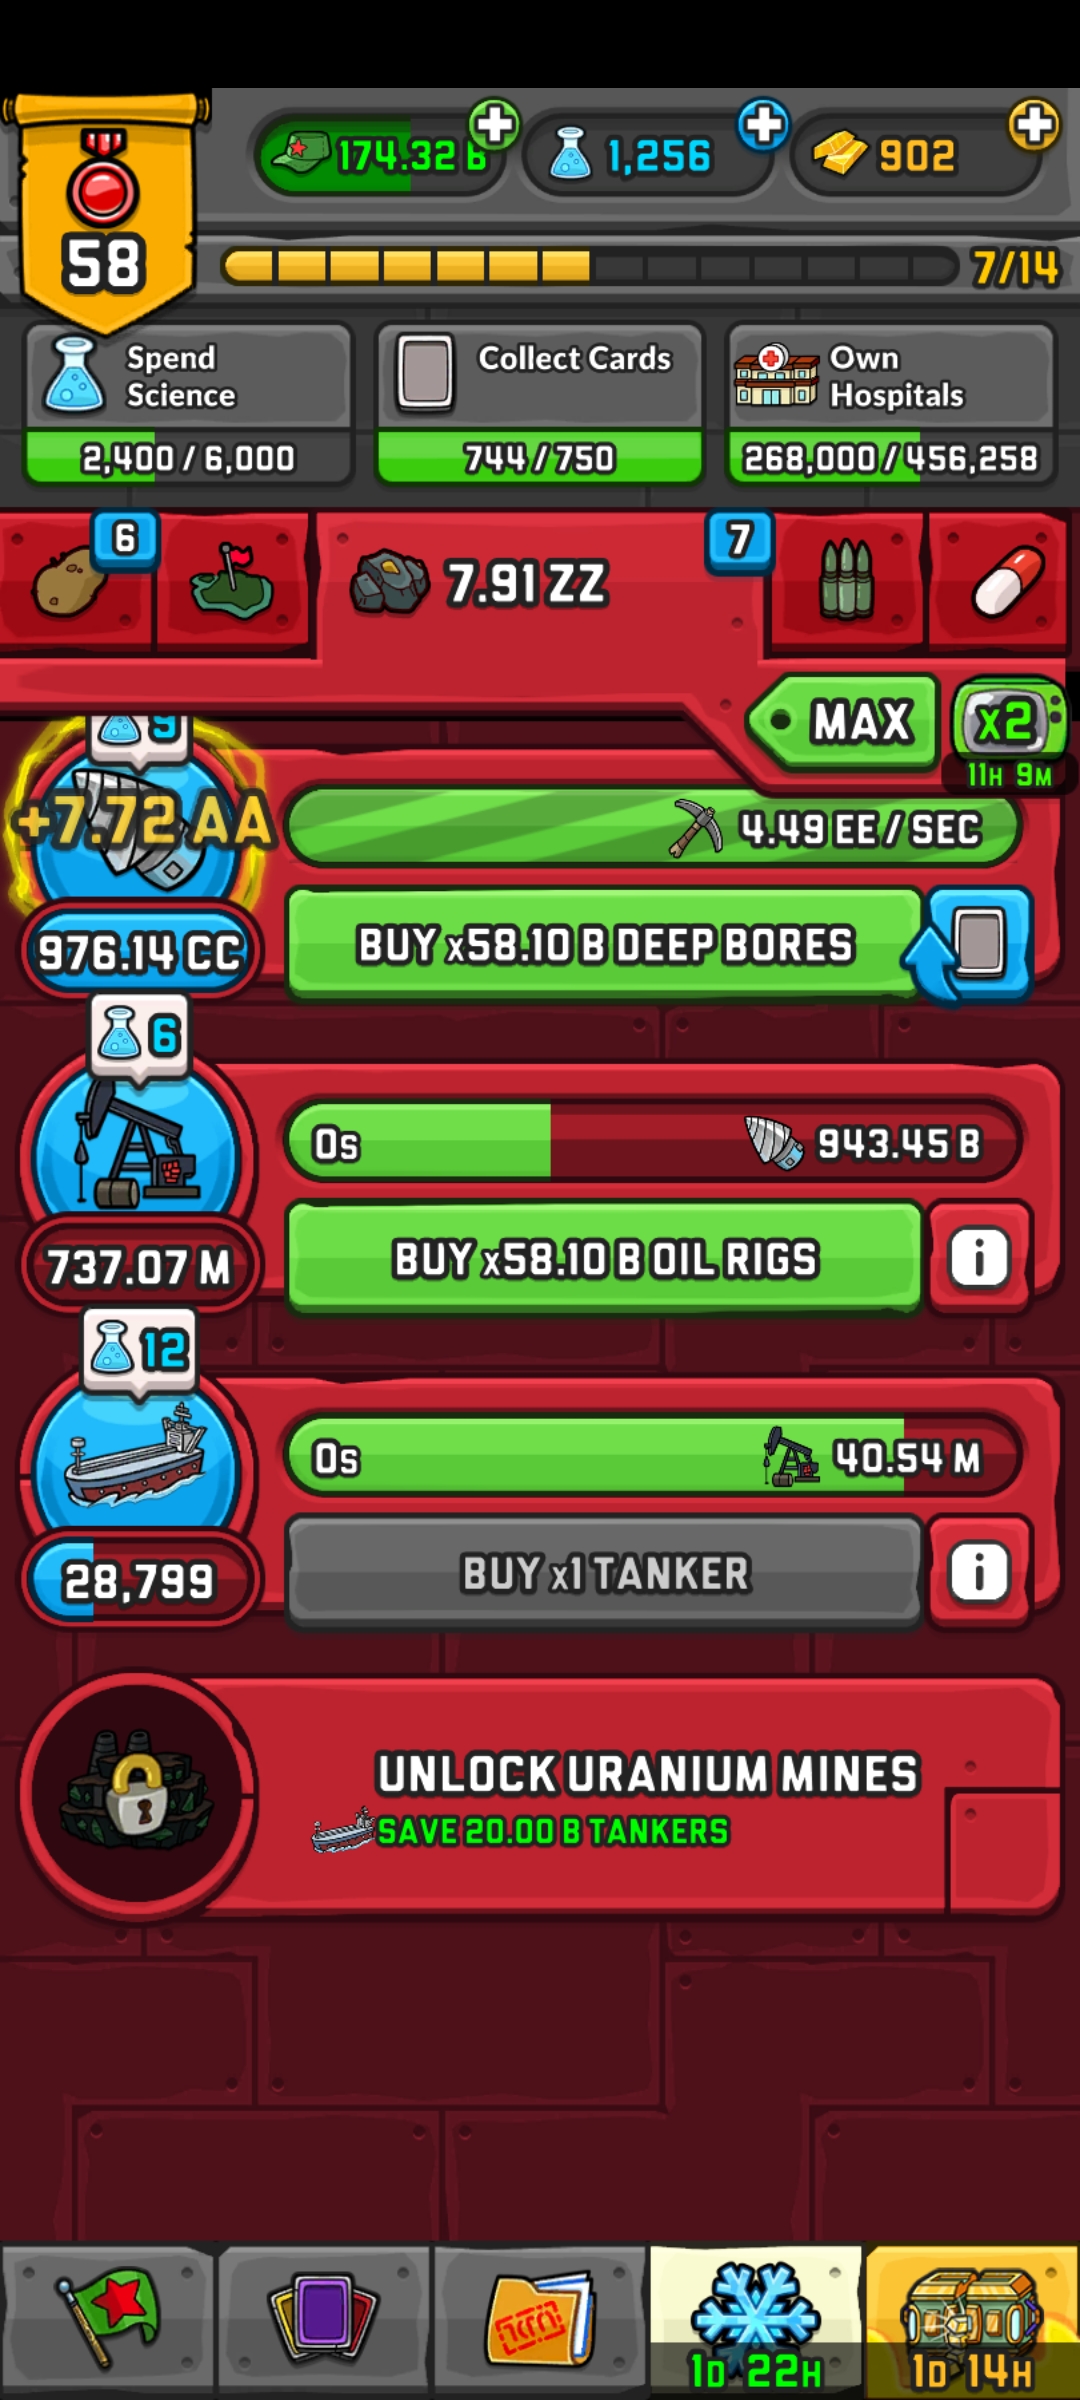 58
174.32 B
1,256
902
7/14
Spend
Science
2,400 / 6,000
Collect Cards
744 / 750
Own
Hospitals
268,000 / 456,258
6
7.91 ZZ
7
MAX
x2
11H 9M
9
+7.72 AA
4.49 EE / SEC
976.14 CC
BUY x58.10 B DEEP BORES
6
0s
943.45 B
737.07 M
BUY x58.10 B OIL RIGS
i
12
0s
40.54 M
28,799
BUY x1 TANKER
i
UNLOCK URANIUM MINES
SAVE 20.00 B TANKERS
1D 22H
1D 14H